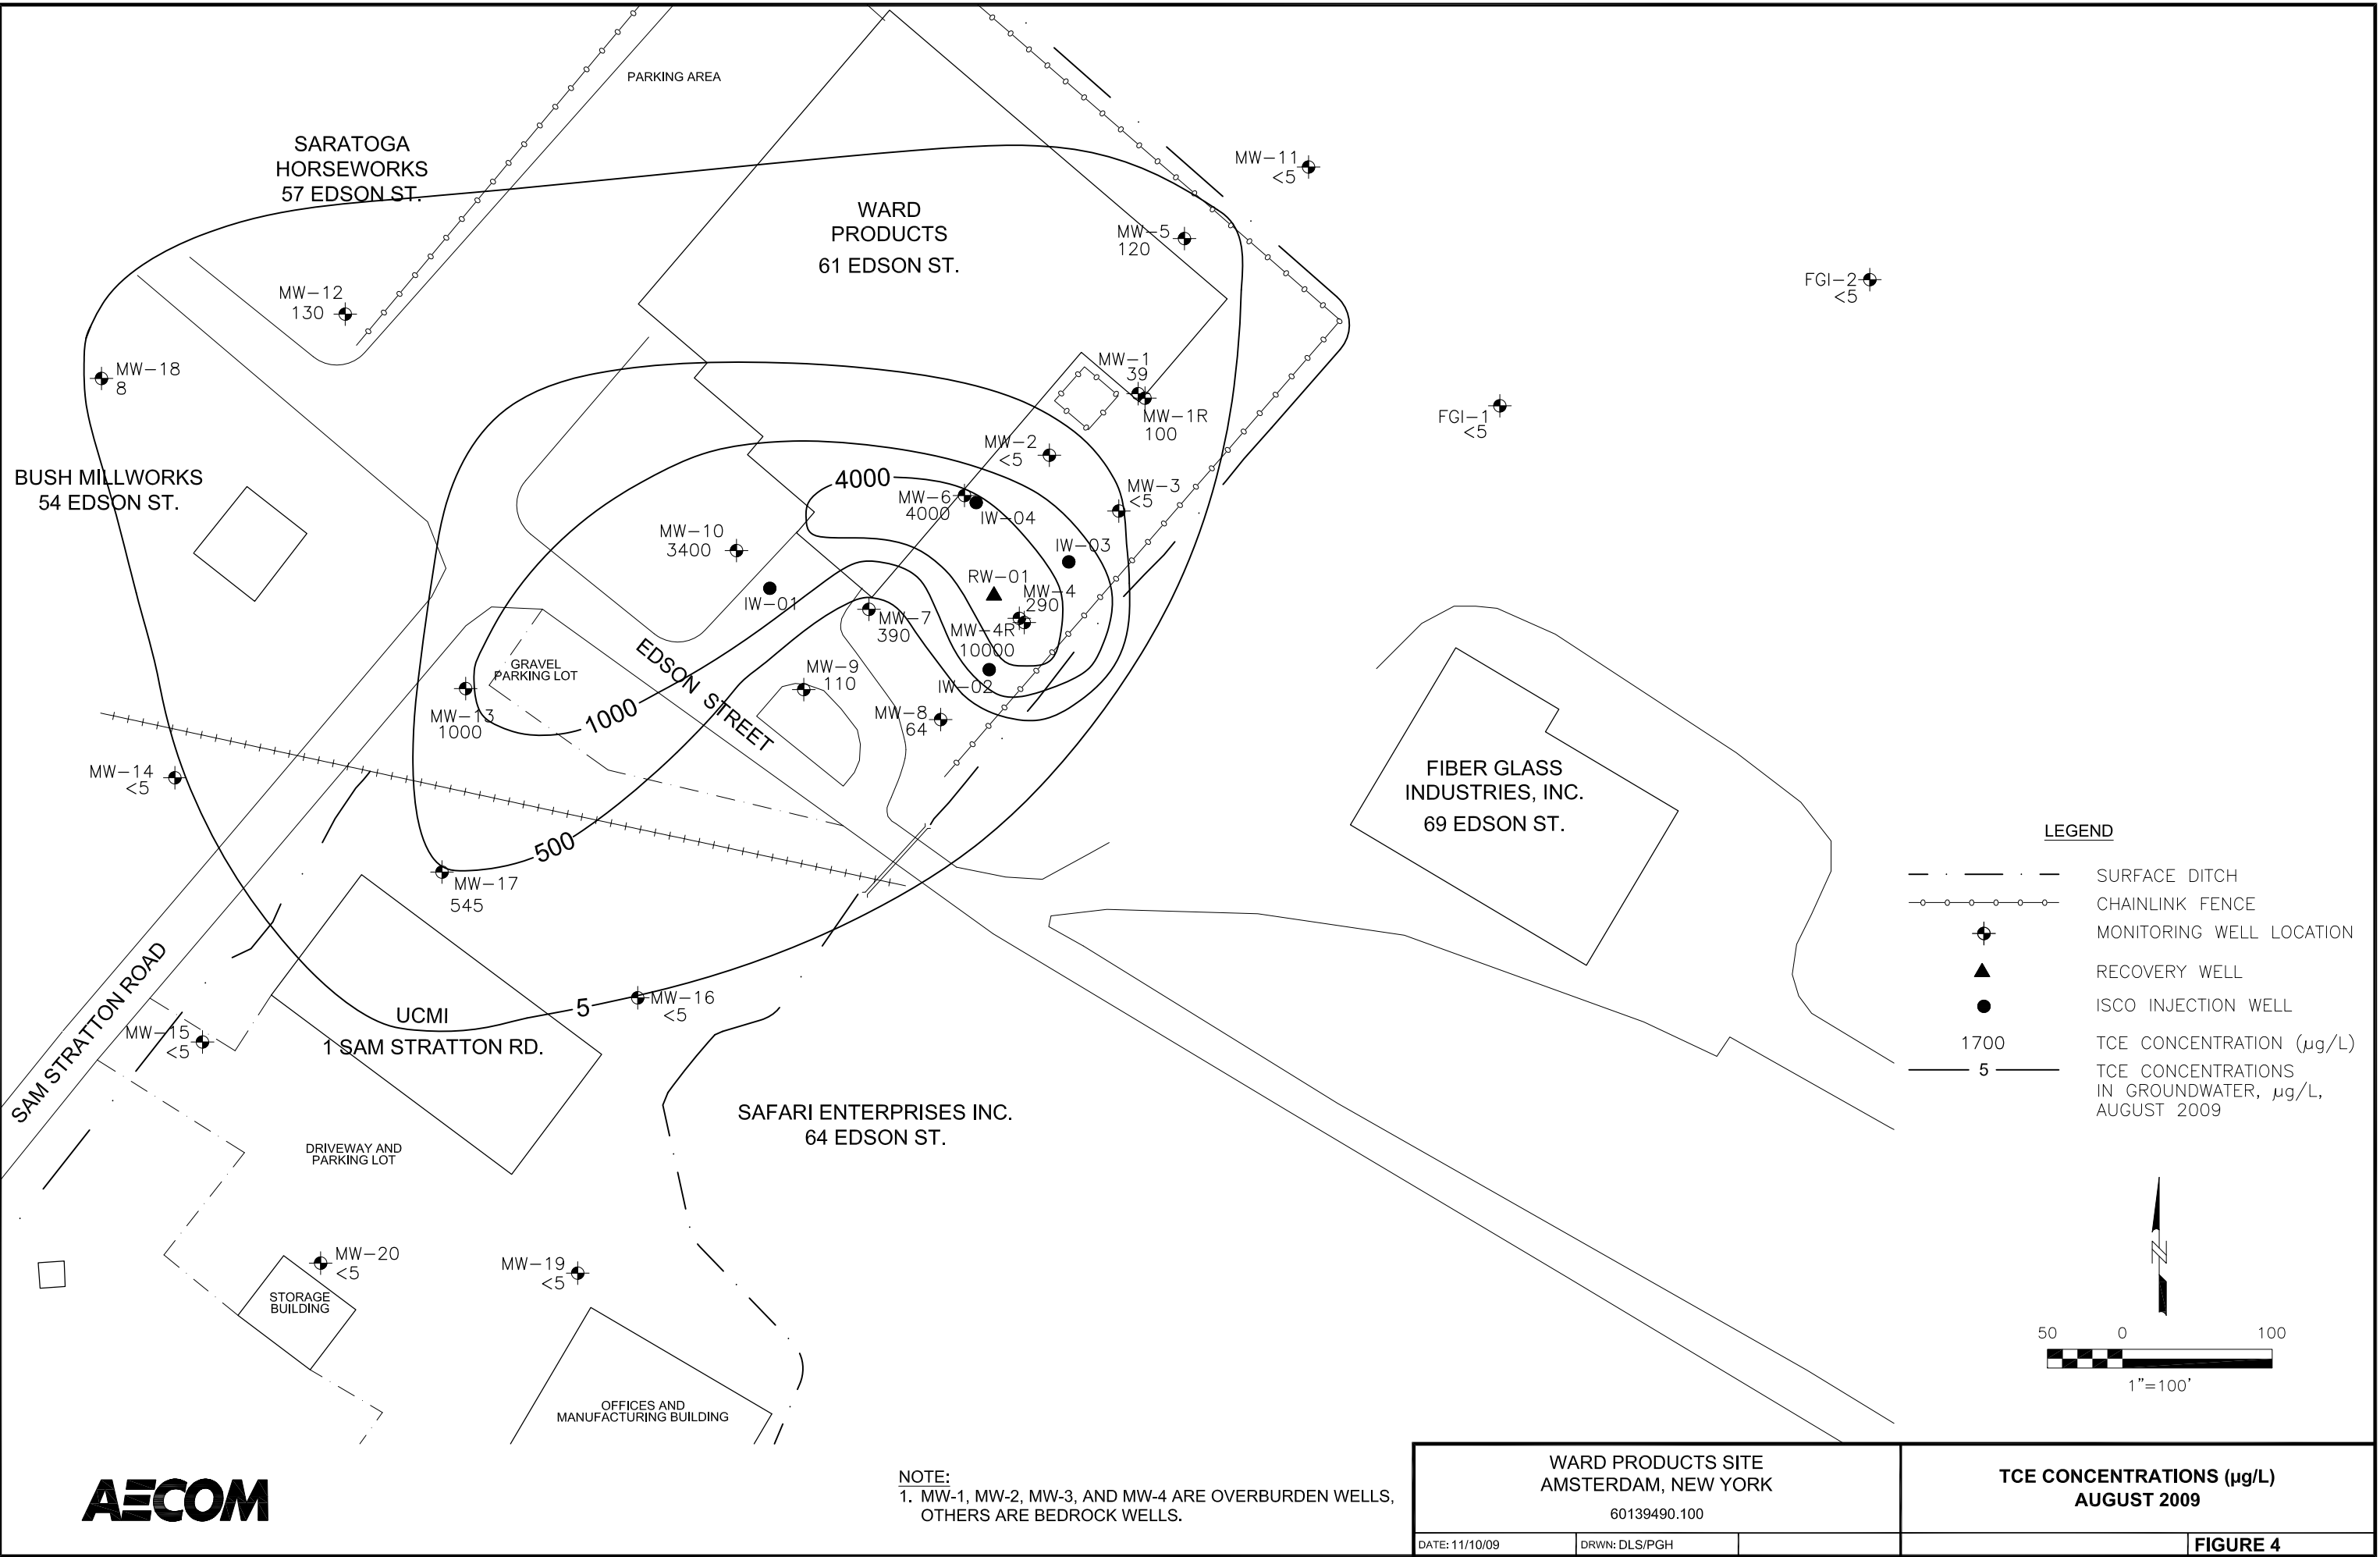 PARKING AREA
SARATOGA
HORSEWORKS
57 EDSON ST.
WARD
PRODUCTS
61 EDSON ST.
MW-11
<5
MW-5
120
FGI-2
<5
MW-12
130
MW-18
8
MW-1
39
MW-1R
100
FGI-1
<5
MW-2
<5
BUSH MILLWORKS
54 EDSON ST.
4000
MW-6
4000
IW-04
MW-3
<5
MW-10
3400
IW-03
IW-01
RW-01
MW-4
290
MW-7
390
MW-4R
10000
EDSON STREET
GRAVEL
PARKING LOT
MW-9
110
IW-02
MW-13
1000
1000
MW-8
64
MW-14
<5
FIBER GLASS
INDUSTRIES, INC.
69 EDSON ST.
500
MW-17
545
LEGEND
SURFACE DITCH
CHAINLINK FENCE
MONITORING WELL LOCATION
RECOVERY WELL
ISCO INJECTION WELL
1700
TCE CONCENTRATION (µg/L)
5
TCE CONCENTRATIONS
IN GROUNDWATER, µg/L,
AUGUST 2009
SAM STRATTON ROAD
MW-16
<5
5
UCMI
1 SAM STRATTON RD.
MW-15
<5
SAFARI ENTERPRISES INC.
64 EDSON ST.
DRIVEWAY AND
PARKING LOT
MW-20
<5
MW-19
<5
STORAGE
BUILDING
OFFICES AND
MANUFACTURING BUILDING
N
50 0 100
1"=100'
AECOM
NOTE:
1. MW-1, MW-2, MW-3, AND MW-4 ARE OVERBURDEN WELLS,
OTHERS ARE BEDROCK WELLS.
WARD PRODUCTS SITE
AMSTERDAM, NEW YORK
60139490.100
DATE: 11/10/09
DRWN: DLS/PGH
TCE CONCENTRATIONS (µg/L)
AUGUST 2009
FIGURE 4